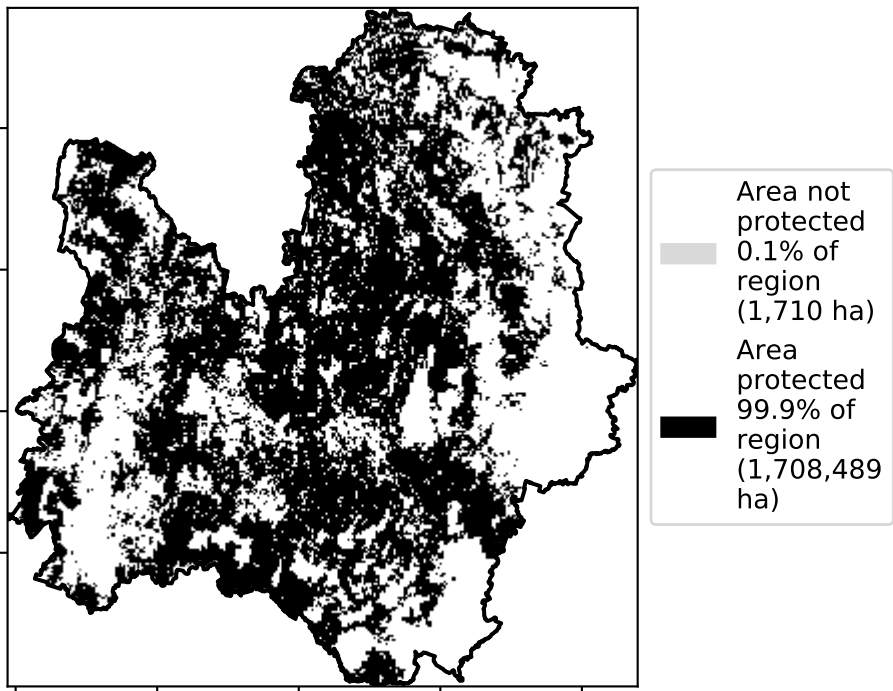 Area not
protected
0.1% of
region
(1,710 ha)
Area
protected
99.9% of
region
(1,708,489
ha)